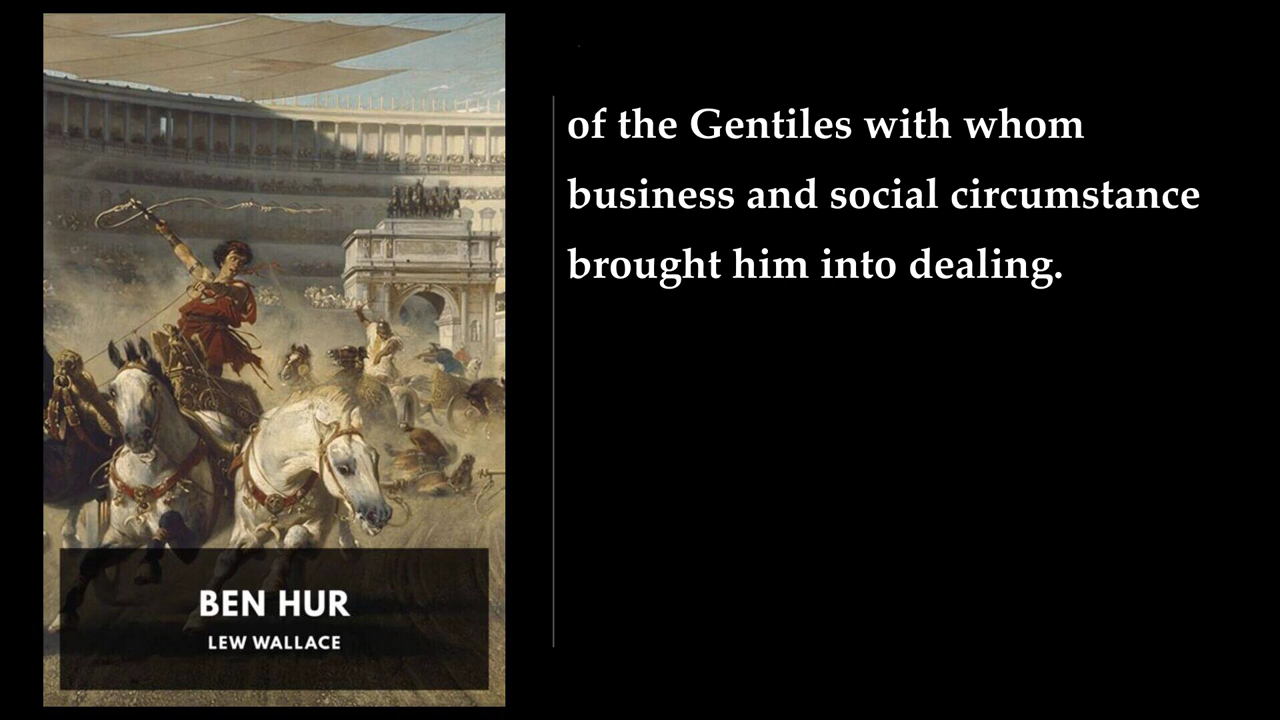 of the Gentiles with whom
business and social circumstance
brought him into dealing.
BEN HUR
LEW WALLACE